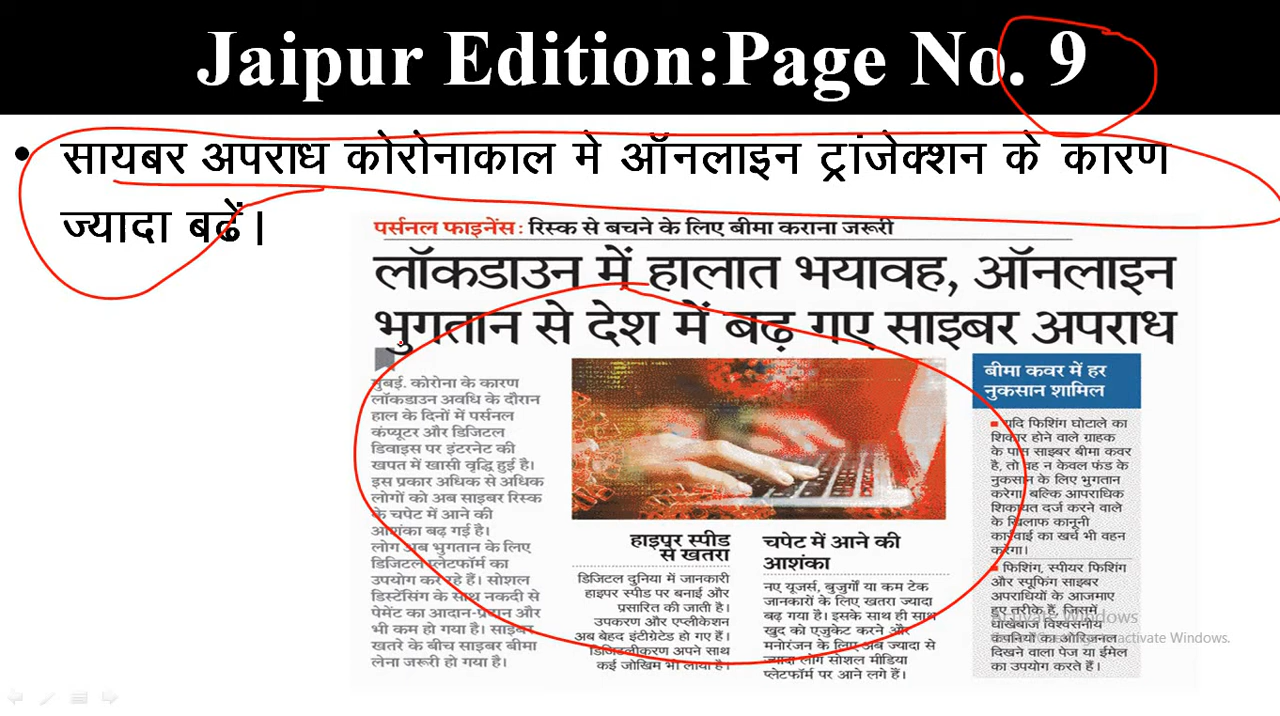 Jaipur Edition:Page No. 9
• सायबर अपराध कोरोनाकाल मे ऑनलाइन ट्रांजेक्शन के कारण
ज्यादा बढें।
पर्सनल फाइनेंस: रिस्क से बचने के लिए बीमा कराना जरूरी
लॉकडाउन में हालात भयावह, ऑनलाइन
भुगतान से देश में बढ़ गए साइबर अपराध
मुंबई. कोरोना के कारण
लॉकडाउन अवधि के दौरान
हाल के दिनों में पर्सनल
कंप्यूटर और डिजिटल
डिवाइस पर इंटरनेट की
खपत में खासी वृद्धि हुई है।
इस प्रकार अधिक से अधिक
लोगों को अब साइबर रिस्क
के चपेट में आने की
आशंका बढ़ गई है।
लोग अब भुगतान के लिए
डिजिटल प्लेटफॉर्म का
उपयोग कर रहे हैं। सोशल
डिस्टेंसिंग के साथ नकदी से
पेमेंट का आदान-प्रदान और
भी कम हो गया है। साइबर
खतरे के बीच साइबर बीमा
लेना जरूरी हो गया है।
हाइपर स्पीड
से खतरा
डिजिटल दुनिया में जानकारी
हाइपर स्पीड पर बनाई और
प्रसारित की जाती है।
उपकरण और एप्लीकेशन
अब बेहद इंटीग्रेटेड हो गए हैं।
डिजिटलीकरण अपने साथ
कई जोखिम भी लाया है।
चपेट में आने की
आशंका
नए यूजर्स, बुजुर्गों या कम टेक
जानकारों के लिए खतरा ज्यादा
बढ़ गया है। इसके साथ ही साथ
खुद को एजुकेट करने और
मनोरंजन के लिए अब ज्यादा से
ज्यादा लोग सोशल मीडिया
प्लेटफॉर्म पर आने लगे हैं।
बीमा कवर में हर
नुकसान शामिल
यदि फिशिंग घोटाले का
शिकार होने वाले ग्राहक
के पास साइबर बीमा कवर
है, तो वह न केवल फंड के
नुकसान के लिए भुगतान
करेगा, बल्कि आपराधिक
शिकायत दर्ज करने वाले
के खिलाफ कानूनी
कार्रवाई का खर्च भी वहन
करेगा।
फिशिंग, स्पीयर फिशिंग
और स्पूफिंग साइबर
अपराधियों के आजमाए
हुए तरीके हैं, जिसमें
धोखेबाज विश्वसनीय
कंपनियों का ओरिजनल
दिखने वाला पेज या ईमेल
का उपयोग करते हैं।
Activate Windows
activate Windows.